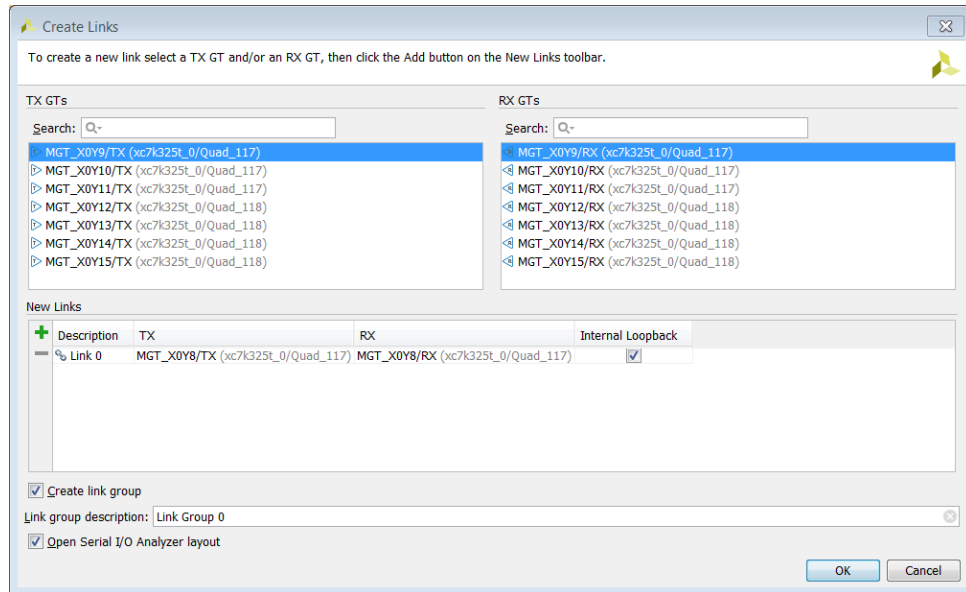 Create Links
To create a new link select a TX GT and/or an RX GT, then click the Add button on the New Links toolbar.
TX GTs
Search:
MGT_X0Y9/TX (xc7k325t_0/Quad_117)
MGT_X0Y10/TX (xc7k325t_0/Quad_117)
MGT_X0Y11/TX (xc7k325t_0/Quad_117)
MGT_X0Y12/TX (xc7k325t_0/Quad_118)
MGT_X0Y13/TX (xc7k325t_0/Quad_118)
MGT_X0Y14/TX (xc7k325t_0/Quad_118)
MGT_X0Y15/TX (xc7k325t_0/Quad_118)
RX GTs
Search:
MGT_X0Y9/RX (xc7k325t_0/Quad_117)
MGT_X0Y10/RX (xc7k325t_0/Quad_117)
MGT_X0Y11/RX (xc7k325t_0/Quad_117)
MGT_X0Y12/RX (xc7k325t_0/Quad_118)
MGT_X0Y13/RX (xc7k325t_0/Quad_118)
MGT_X0Y14/RX (xc7k325t_0/Quad_118)
MGT_X0Y15/RX (xc7k325t_0/Quad_118)
New Links
Description TX RX Internal Loopback
Link 0 MGT_X0Y8/TX (xc7k325t_0/Quad_117) MGT_X0Y8/RX (xc7k325t_0/Quad_117)
Create link group
Link group description: Link Group 0
Open Serial I/O Analyzer layout
OK Cancel